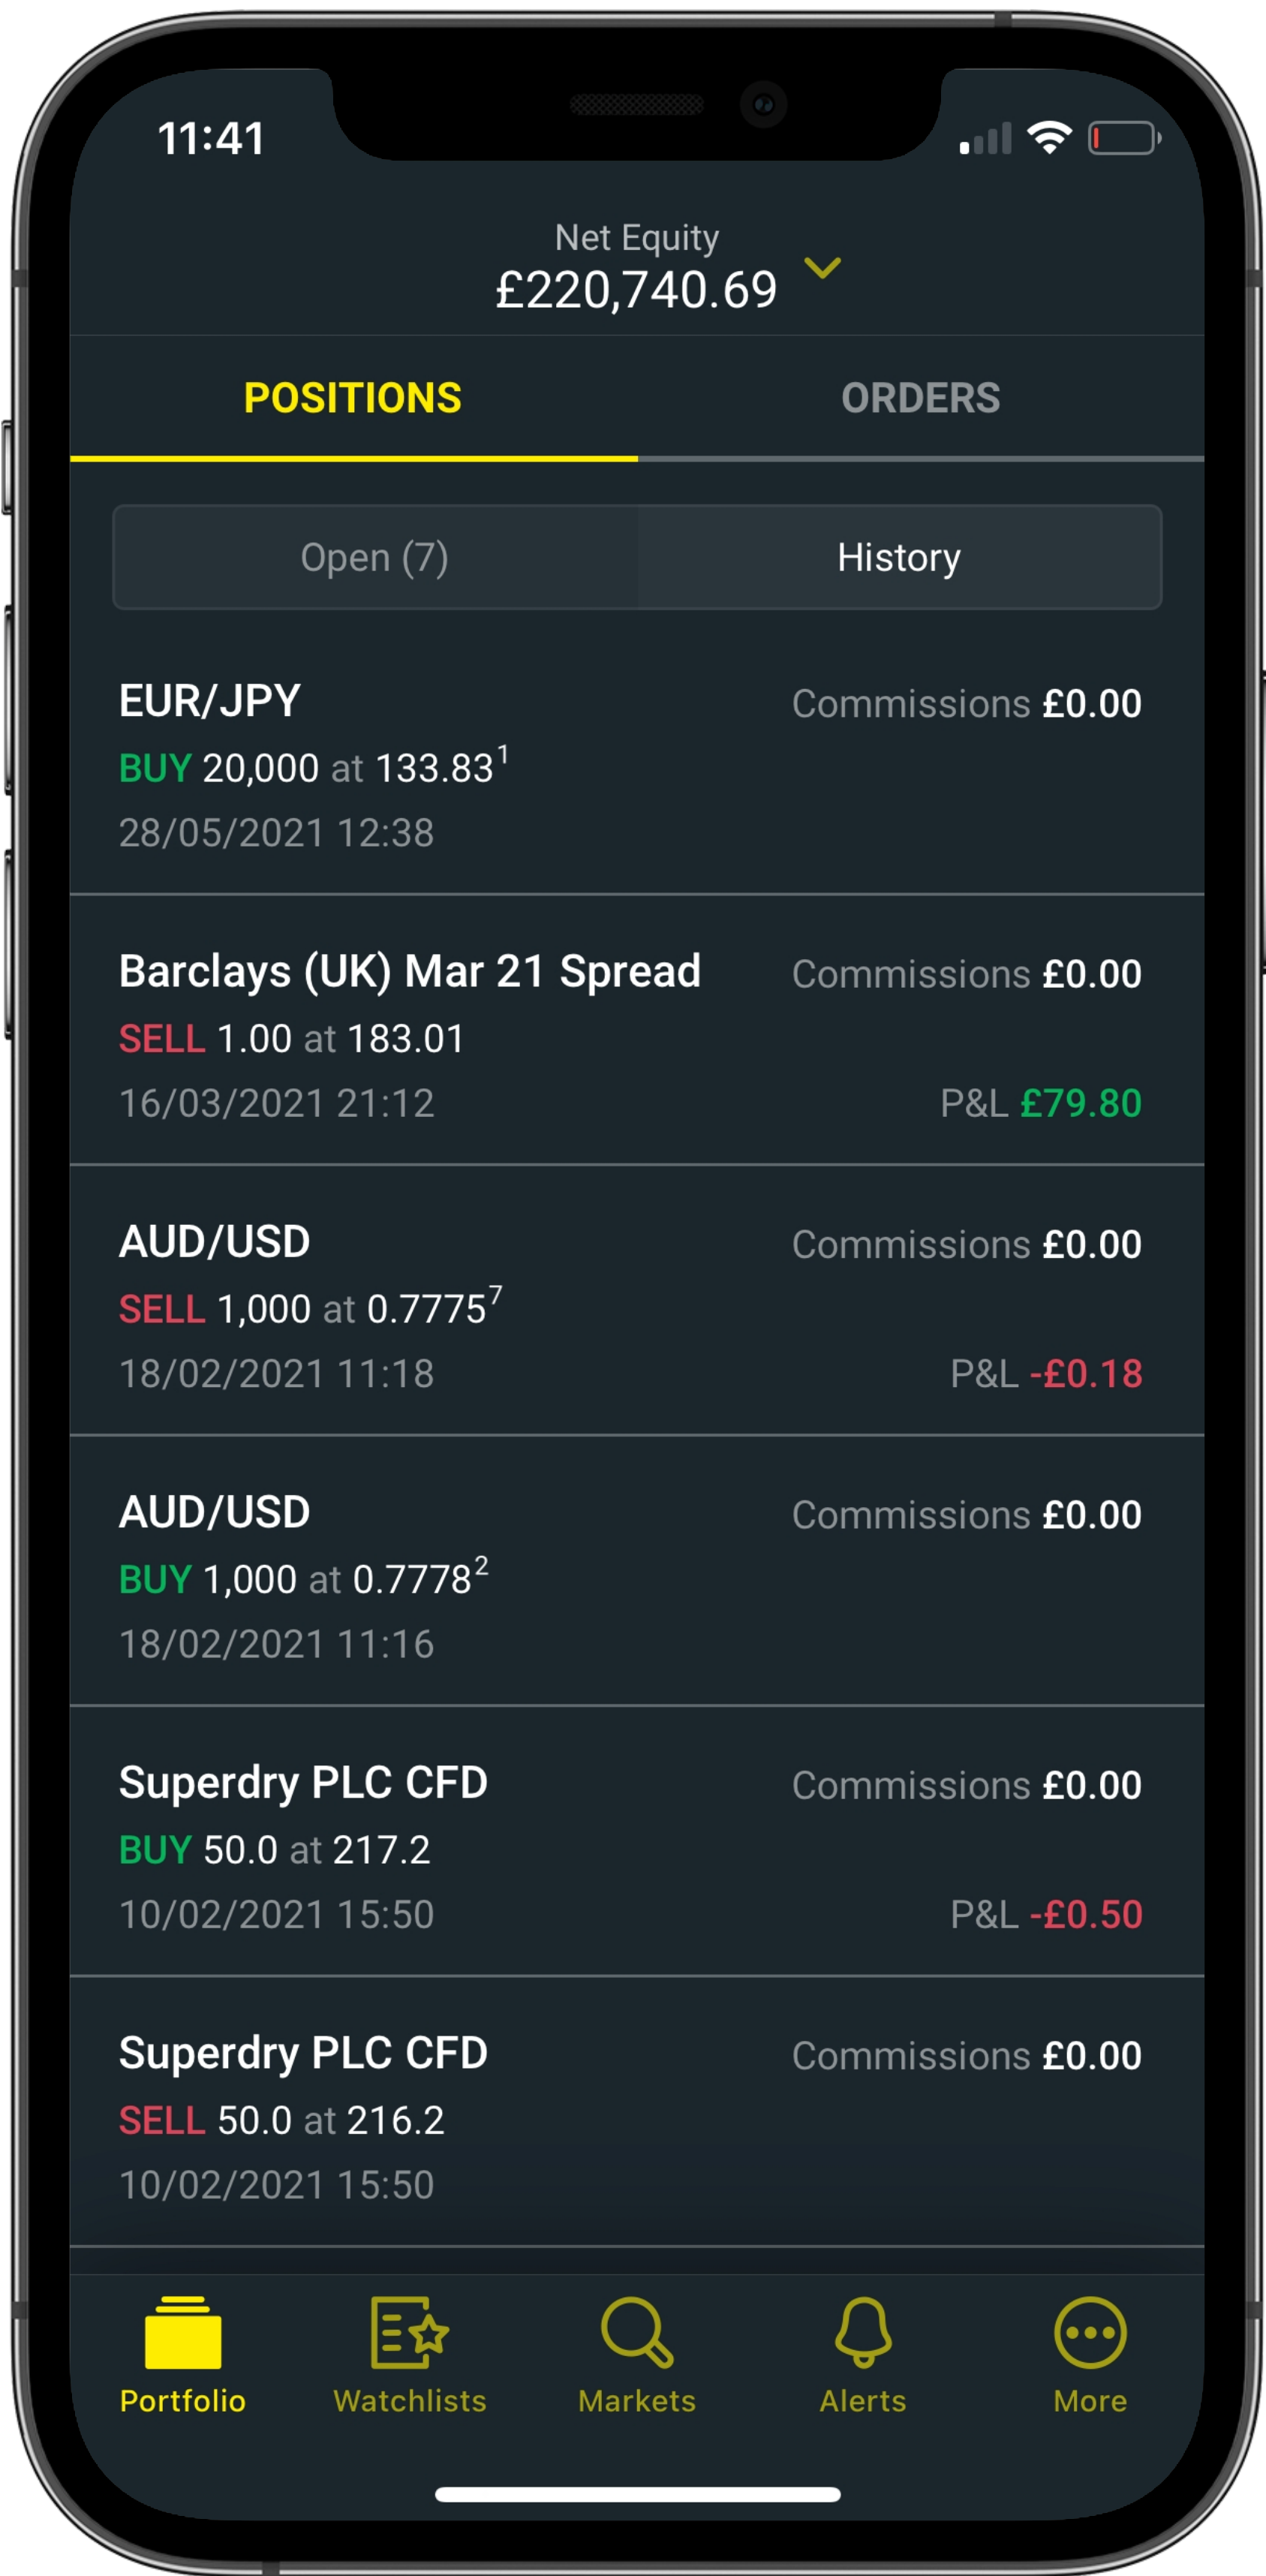 11:41
Net Equity
£220,740.69
POSITIONS ORDERS
Open (7) History
EUR/JPY Commissions £0.00
BUY 20,000 at 133.83¹
28/05/2021 12:38
Barclays (UK) Mar 21 Spread Commissions £0.00
SELL 1.00 at 183.01
16/03/2021 21:12 P&L £79.80
AUD/USD Commissions £0.00
SELL 1,000 at 0.7775⁷
18/02/2021 11:18 P&L -£0.18
AUD/USD Commissions £0.00
BUY 1,000 at 0.7778²
18/02/2021 11:16
Superdry PLC CFD Commissions £0.00
BUY 50.0 at 217.2
10/02/2021 15:50 P&L -£0.50
Superdry PLC CFD Commissions £0.00
SELL 50.0 at 216.2
10/02/2021 15:50
Portfolio Watchlists Markets Alerts More